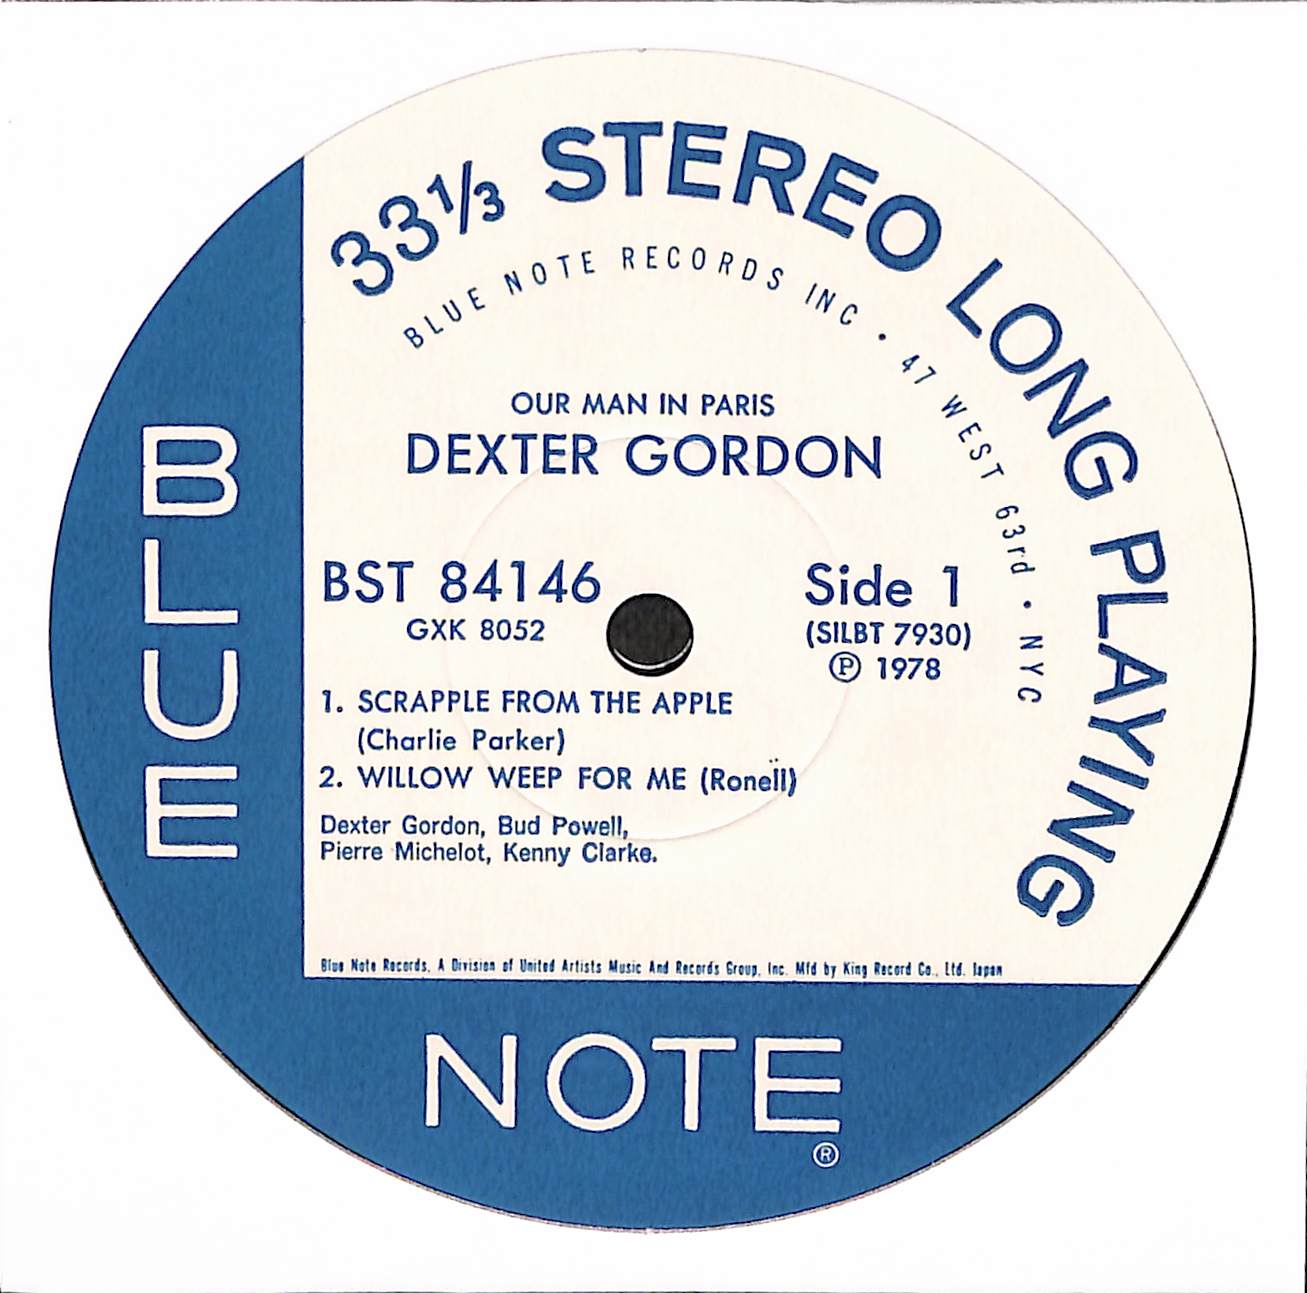 33⅓ STEREO LONG PLAYING
BLUE NOTE RECORDS INC • 47 WEST 63rd • NYC
OUR MAN IN PARIS
DEXTER GORDON
BST 84146
GXK 8052
Side 1
(SILBT 7930)
Ⓟ 1978
1. SCRAPPLE FROM THE APPLE
(Charlie Parker)
2. WILLOW WEEP FOR ME (Ronell)
Dexter Gordon, Bud Powell,
Pierre Michelot, Kenny Clarke.
Blue Note Records, A Division of United Artists Music And Records Group, Inc. Mfd by King Record Co., Ltd. Japan
BLUE
NOTE
®